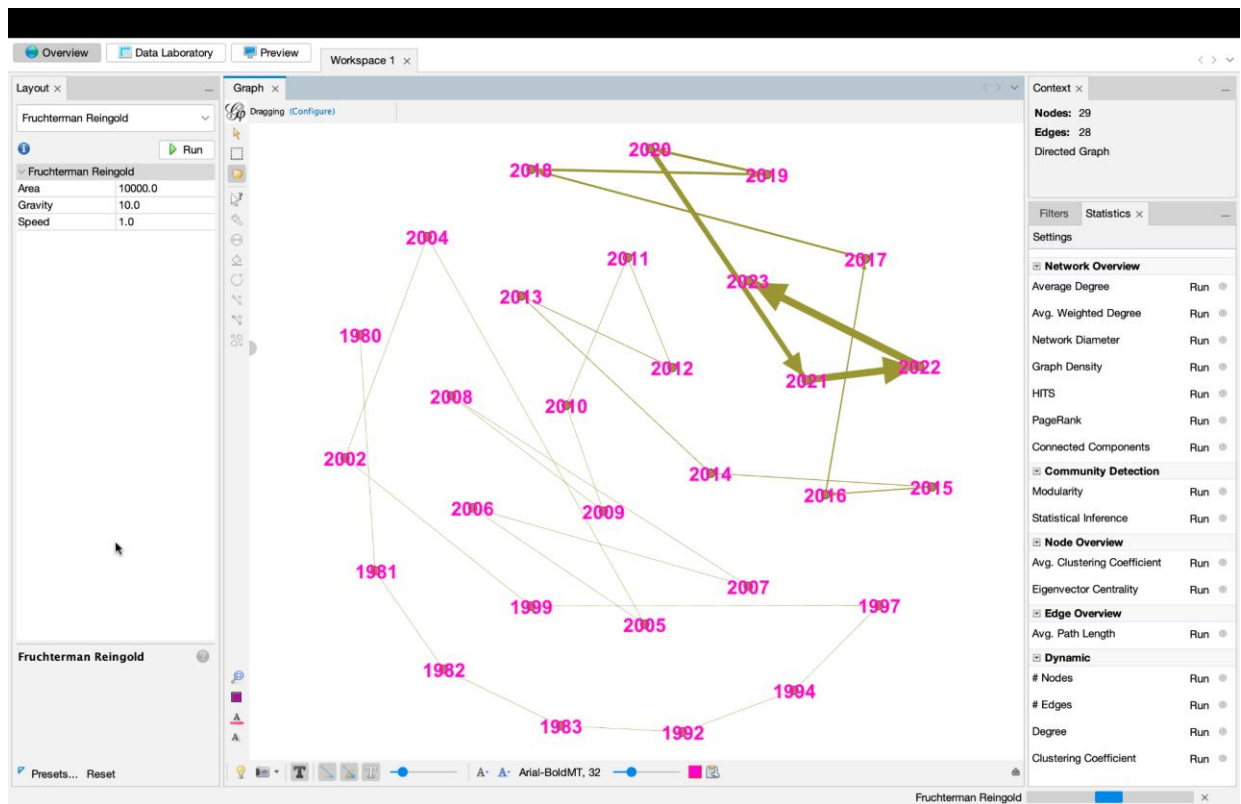 Overview Data Laboratory Preview Workspace 1 ×
Layout ×
Fruchterman Reingold
Run
Fruchterman Reingold
Area 10000.0
Gravity 10.0
Speed 1.0
Fruchterman Reingold
Presets... Reset
Graph ×
Dragging (Configure)
2020
2018
2019
2004
2011
2017
2023
2013
1980
2012
2022
2021
2008
2010
2002
2014
2016
2015
2006
2009
1981
2007
1999
1997
2005
1982
1994
1983
1992
T T A- A- Arial-BoldMT, 32
Context ×
Nodes: 29
Edges: 28
Directed Graph
Filters Statistics ×
Settings
Network Overview
Average Degree Run
Avg. Weighted Degree Run
Network Diameter Run
Graph Density Run
HITS Run
PageRank Run
Connected Components Run
Community Detection
Modularity Run
Statistical Inference Run
Node Overview
Avg. Clustering Coefficient Run
Eigenvector Centrality Run
Edge Overview
Avg. Path Length Run
Dynamic
# Nodes Run
# Edges Run
Degree Run
Clustering Coefficient Run
Fruchterman Reingold ×